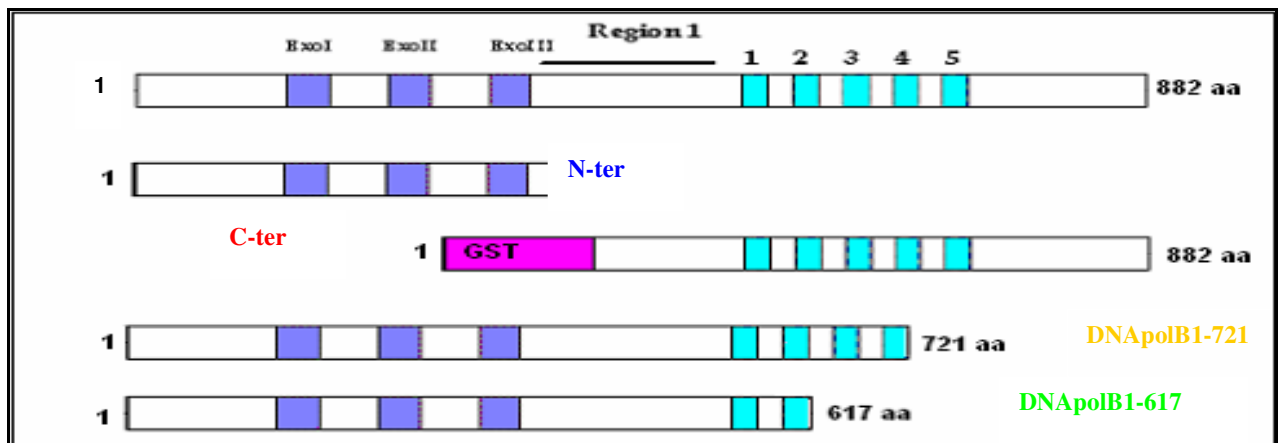 Region 1
ExoI ExoII ExoIII
1 2 3 4 5
1 882 aa
1 N-ter
C-ter
1 GST 882 aa
1 721 aa DNApolB1-721
1 617 aa DNApolB1-617